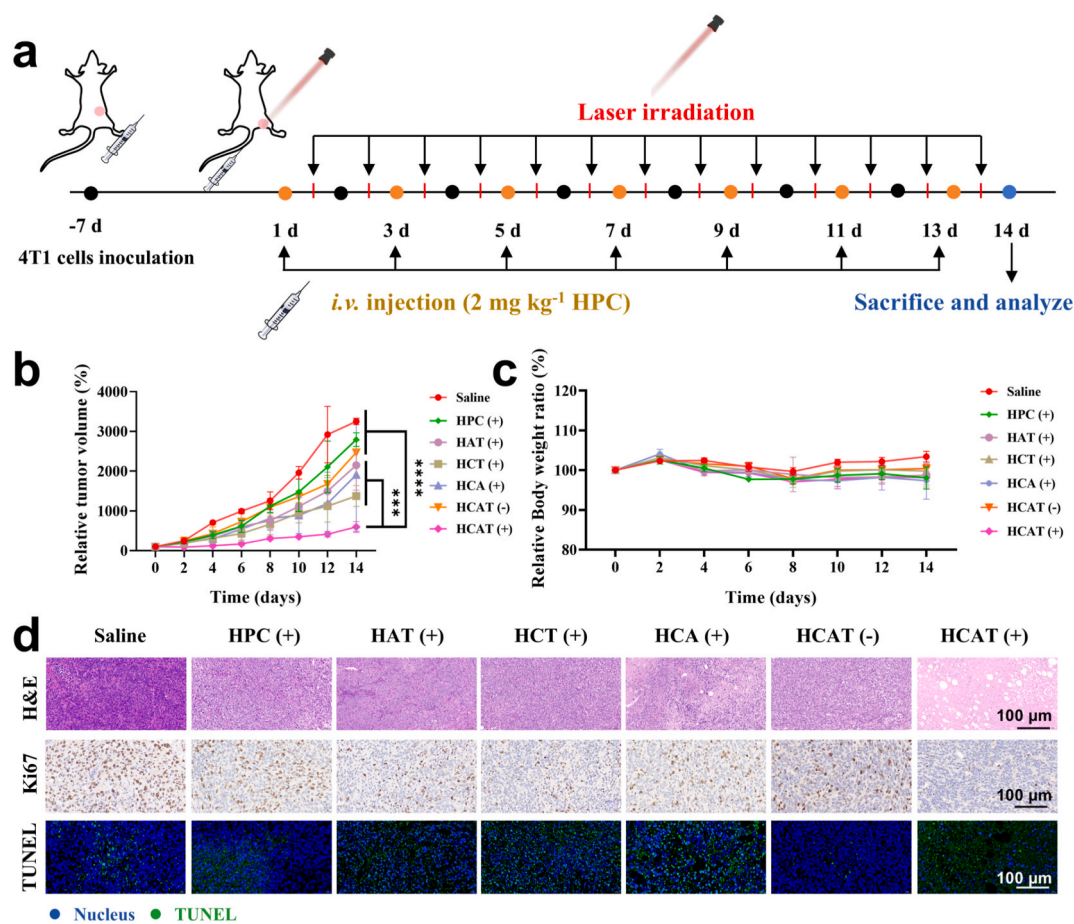 a
Laser irradiation
-7 d
1 d 3 d 5 d 7 d 9 d 11 d 13 d 14 d
4T1 cells inoculation
i.v. injection (2 mg kg⁻¹ HPC)
Sacrifice and analyze
b
Relative tumor volume (%)
4000
3000
2000
1000
0
0 2 4 6 8 10 12 14
Time (days)
***
****
Saline
HPC (+)
HAT (+)
HCT (+)
HCA (+)
HCAT (-)
HCAT (+)
c
Relative Body weight ratio (%)
120
110
100
90
80
0 2 4 6 8 10 12 14
Time (days)
Saline
HPC (+)
HAT (+)
HCT (+)
HCA (+)
HCAT (-)
HCAT (+)
d
Saline HPC (+) HAT (+) HCT (+) HCA (+) HCAT (-) HCAT (+)
H&E
100 μm
Ki67
100 μm
TUNEL
100 μm
Nucleus TUNEL